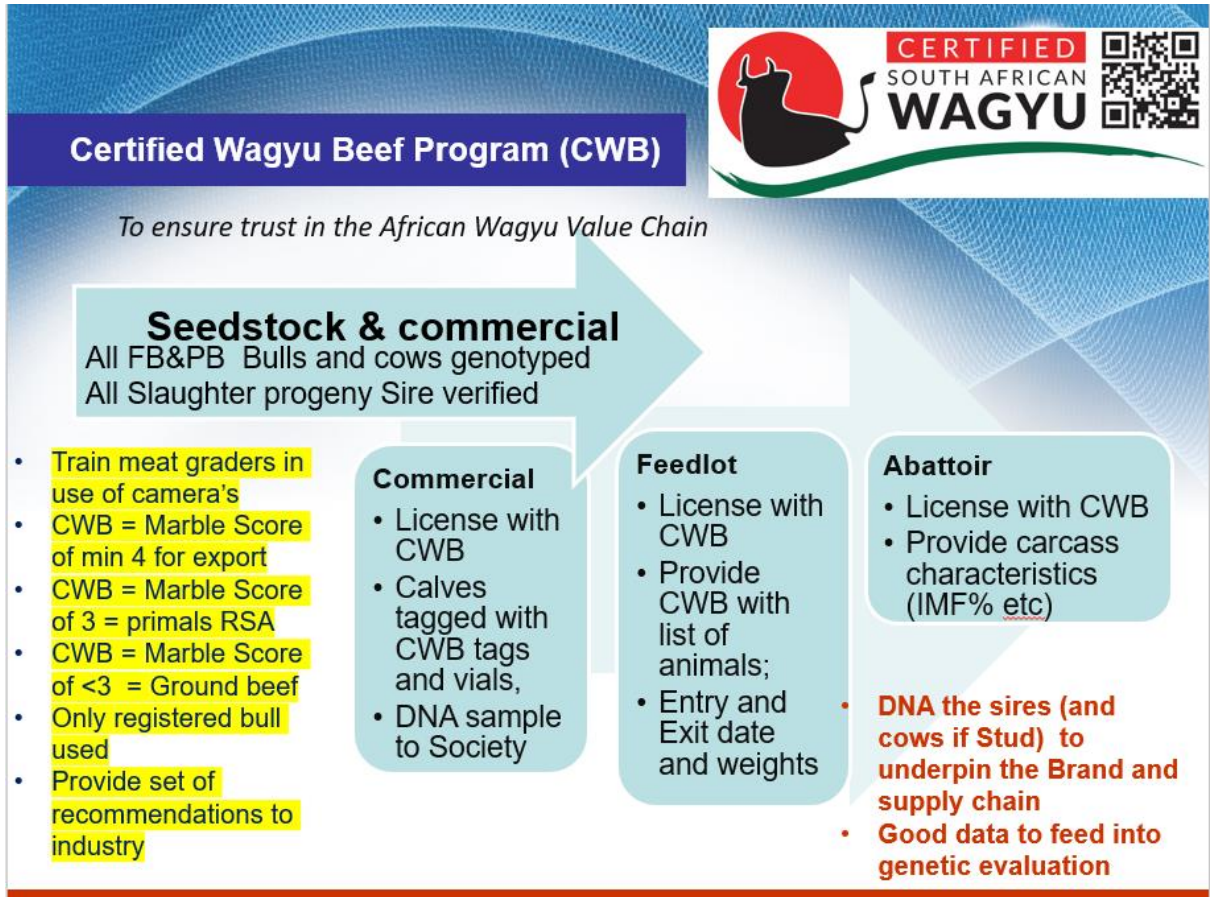 CERTIFIED
SOUTH AFRICAN
WAGYU
Certified Wagyu Beef Program (CWB)
To ensure trust in the African Wagyu Value Chain
Seedstock & commercial
All FB&PB Bulls and cows genotyped
All Slaughter progeny Sire verified
• Train meat graders in
use of camera's
• CWB = Marble Score
of min 4 for export
• CWB = Marble Score
of 3 = primals RSA
• CWB = Marble Score
of <3 = Ground beef
• Only registered bull
used
• Provide set of
recommendations to
industry
Commercial
• License with
CWB
• Calves
tagged with
CWB tags
and vials,
• DNA sample
to Society
Feedlot
• License with
CWB
• Provide
CWB with
list of
animals;
• Entry and
Exit date
and weights
Abattoir
• License with CWB
• Provide carcass
characteristics
(IMF% etc)
• DNA the sires (and
cows if Stud) to
underpin the Brand and
supply chain
• Good data to feed into
genetic evaluation